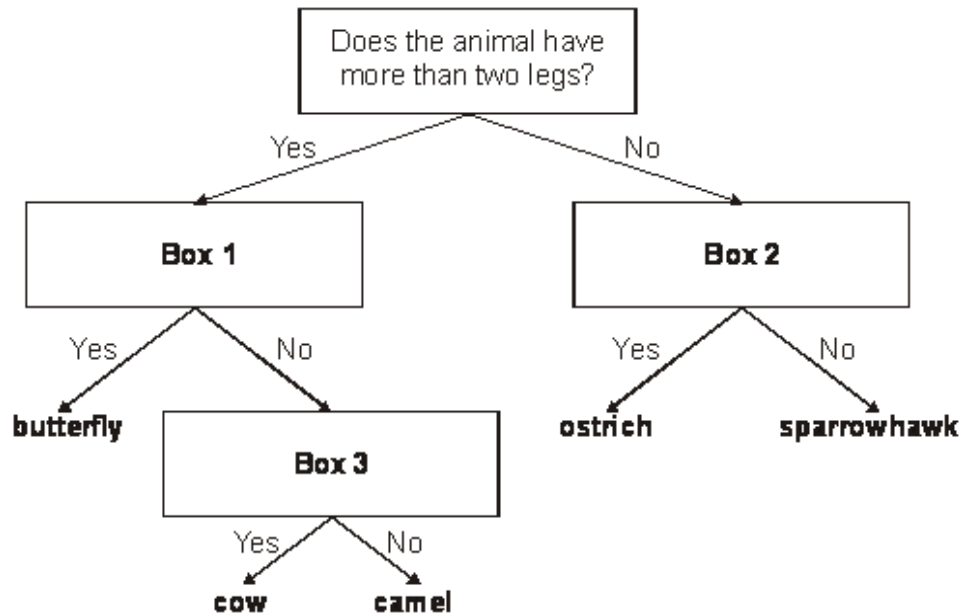 Does the animal have
more than two legs?
Yes
No
Box 1
Box 2
Yes
No
Yes
No
butterfly
ostrich
sparrowhawk
Box 3
Yes
No
cow
camel